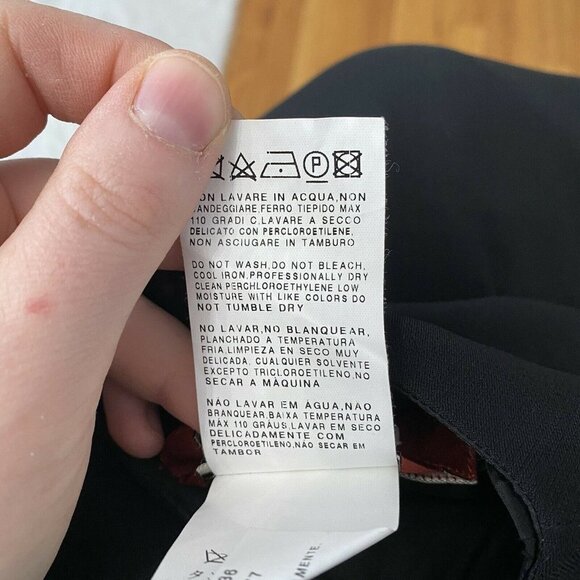 P
NON LAVARE IN ACQUA,NON
CANDEGGIARE,FERRO TIEPIDO MAX
110 GRADI C.LAVARE A SECCO
DELICATO CON PERCLOROETILENE,
NON ASCIUGARE IN TAMBURO
DO NOT WASH,DO NOT BLEACH,
COOL IRON,PROFESSIONALLY DRY
CLEAN PERCHLOROETHYLENE LOW
MOISTURE WITH LIKE COLORS DO
NOT TUMBLE DRY
NO LAVAR,NO BLANQUEAR,
PLANCHADO A TEMPERATURA
FRIA,LIMPIEZA EN SECO MUY
DELICADA. CUALQUIER SOLVENTE
EXCEPTO TRICLOROETILENO,NO
SECAR A MÁQUINA
NÃO LAVAR EM ÁGUA,NÃO
BRANQUEAR,BAIXA TEMPERATURA
MÁX 110 GRÁUS,LAVAR EM SECO
DELICADAMENTE COM
PERCLOROETILENO,NÃO SECAR EM
TAMBOR